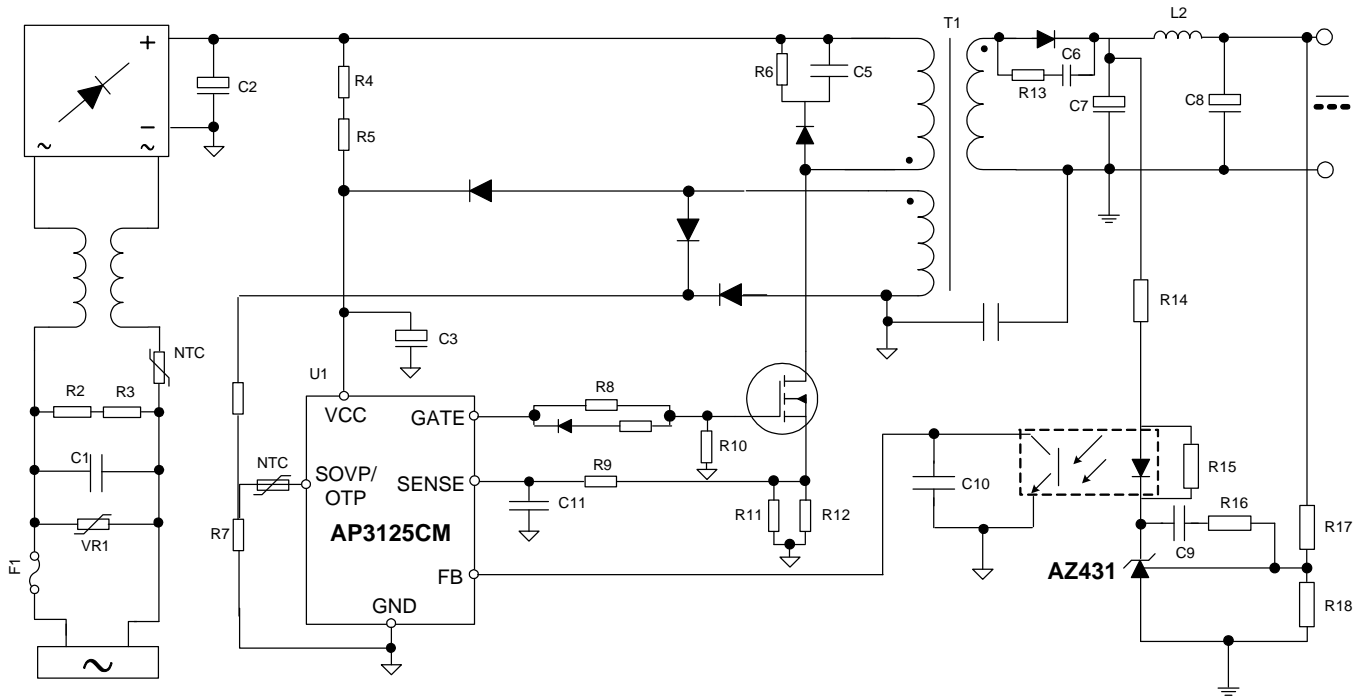 T1
L2
+
C2
R4
R6
C5
C6
R13
C7
C8
−
~
~
R5
R14
NTC
C3
U1
R2
R3
R8
VCC
GATE
R10
C1
NTC
SOVP/
OTP
SENSE
R9
C11
C10
R15
R16
R11
R12
R7
AP3125CM
VR1
C9
R17
F1
FB
AZ431
GND
R18
~